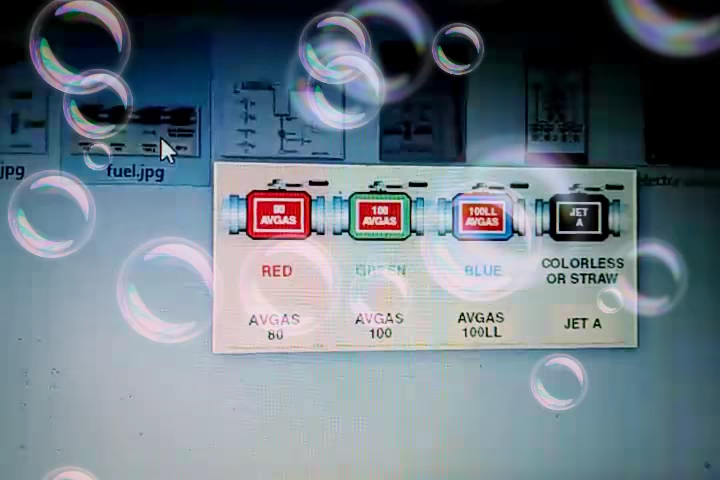 jpg
fuel.jpg
80
AVGAS
100
AVGAS
100LL
AVGAS
JET
A
RED
GREEN
BLUE
COLORLESS
OR STRAW
AVGAS
80
AVGAS
100
AVGAS
100LL
JET A